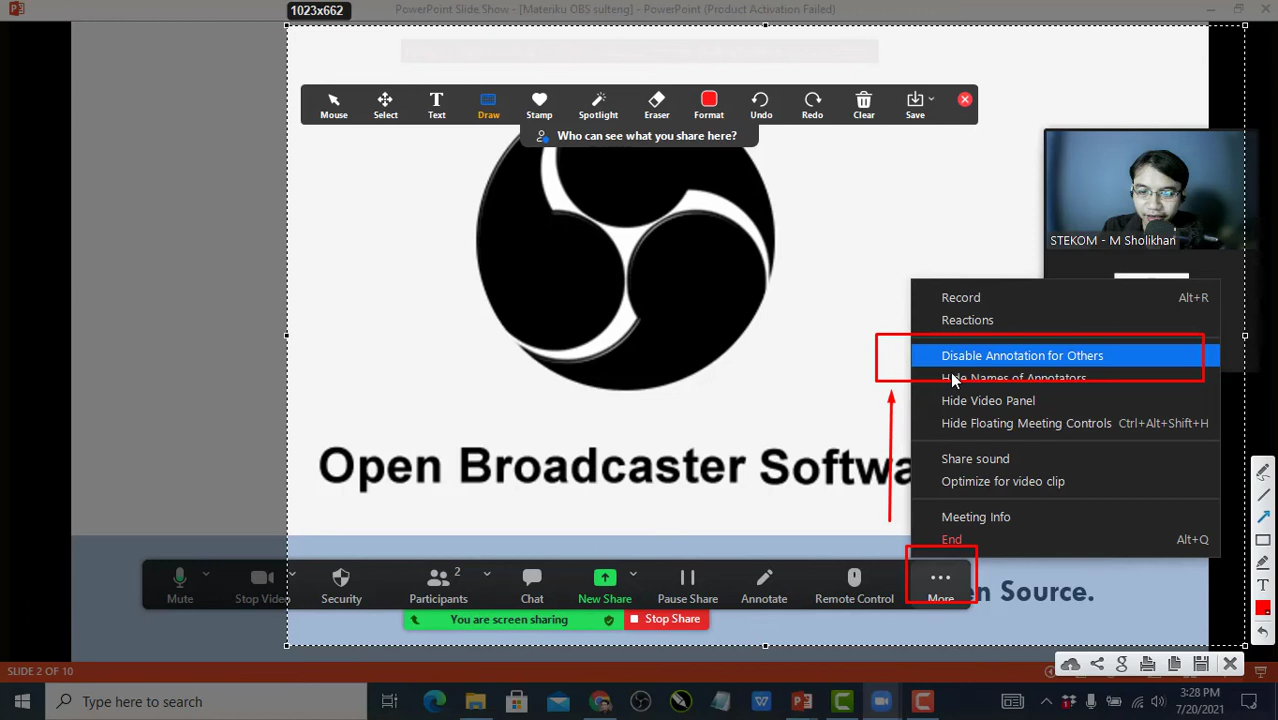 1023x662
PowerPoint Slide Show - [Materiku OBS sulteng] - PowerPoint (Product Activation Failed)
Mouse
Select
Text
Draw
Stamp
Spotlight
Eraser
Format
Undo
Redo
Clear
Save
Who can see what you share here?
STEKOM - M Sholikhan
Record Alt+R
Reactions
Disable Annotation for Others
Hide Names of Annotators
Hide Video Panel
Hide Floating Meeting Controls Ctrl+Alt+Shift+H
Share sound
Optimize for video clip
Meeting Info
End Alt+Q
Open Broadcaster Softwa
n Source.
Mute
Stop Video
Security
2
Participants
Chat
New Share
Pause Share
Annotate
Remote Control
More
You are screen sharing
Stop Share
T
g
SLIDE 2 OF 10
Type here to search
3:28 PM
7/20/2021